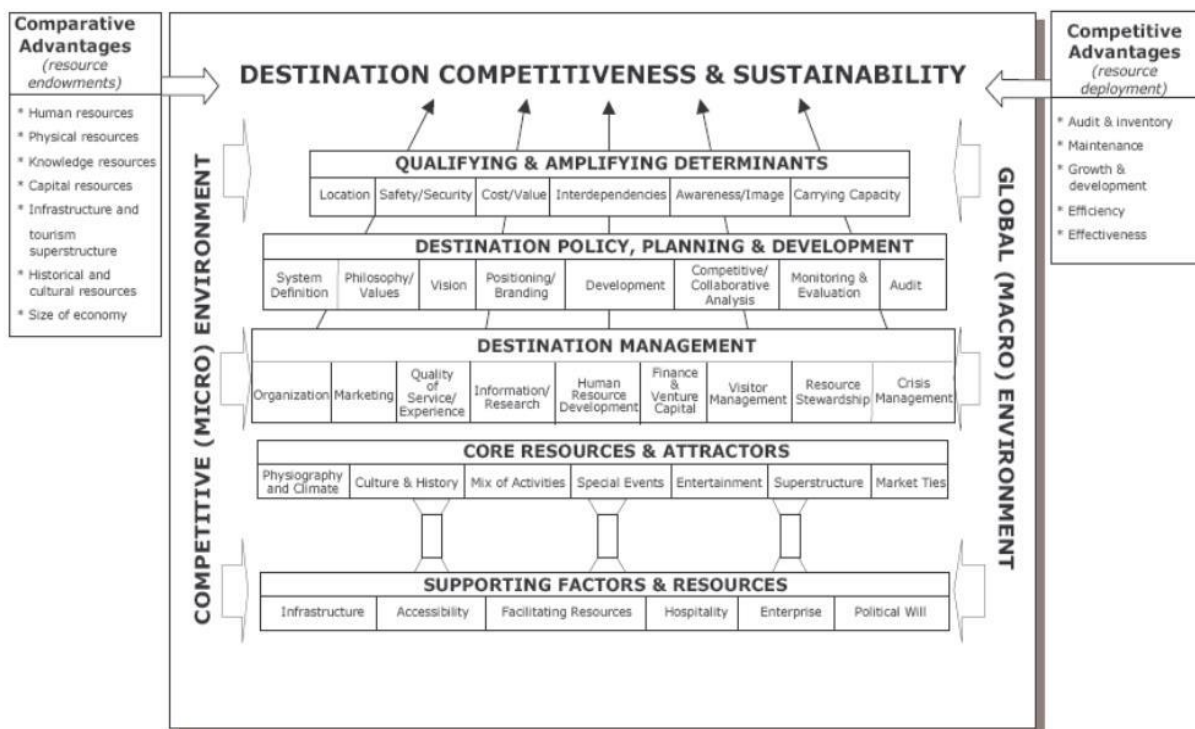 Comparative
Advantages
(resource
endowments)
* Human resources
* Physical resources
* Knowledge resources
* Capital resources
* Infrastructure and
tourism
superstructure
* Historical and
cultural resources
* Size of economy
DESTINATION COMPETITIVENESS & SUSTAINABILITY
Competitive
Advantages
(resource
deployment)
* Audit & inventory
* Maintenance
* Growth &
development
* Efficiency
* Effectiveness
COMPETITIVE (MICRO) ENVIRONMENT
GLOBAL (MACRO) ENVIRONMENT
QUALIFYING & AMPLIFYING DETERMINANTS
Location Safety/Security Cost/Value Interdependencies Awareness/Image Carrying Capacity
DESTINATION POLICY, PLANNING & DEVELOPMENT
System
Definition
Philosophy/
Values
Vision
Positioning/
Branding
Development
Competitive/
Collaborative
Analysis
Monitoring &
Evaluation
Audit
DESTINATION MANAGEMENT
Organization
Marketing
Quality
of
Service/
Experience
Information/
Research
Human
Resource
Development
Finance
&
Venture
Capital
Visitor
Management
Resource
Stewardship
Crisis
Management
CORE RESOURCES & ATTRACTORS
Physiography
and Climate
Culture & History
Mix of Activities
Special Events
Entertainment
Superstructure
Market Ties
SUPPORTING FACTORS & RESOURCES
Infrastructure Accessibility Facilitating Resources Hospitality Enterprise Political Will